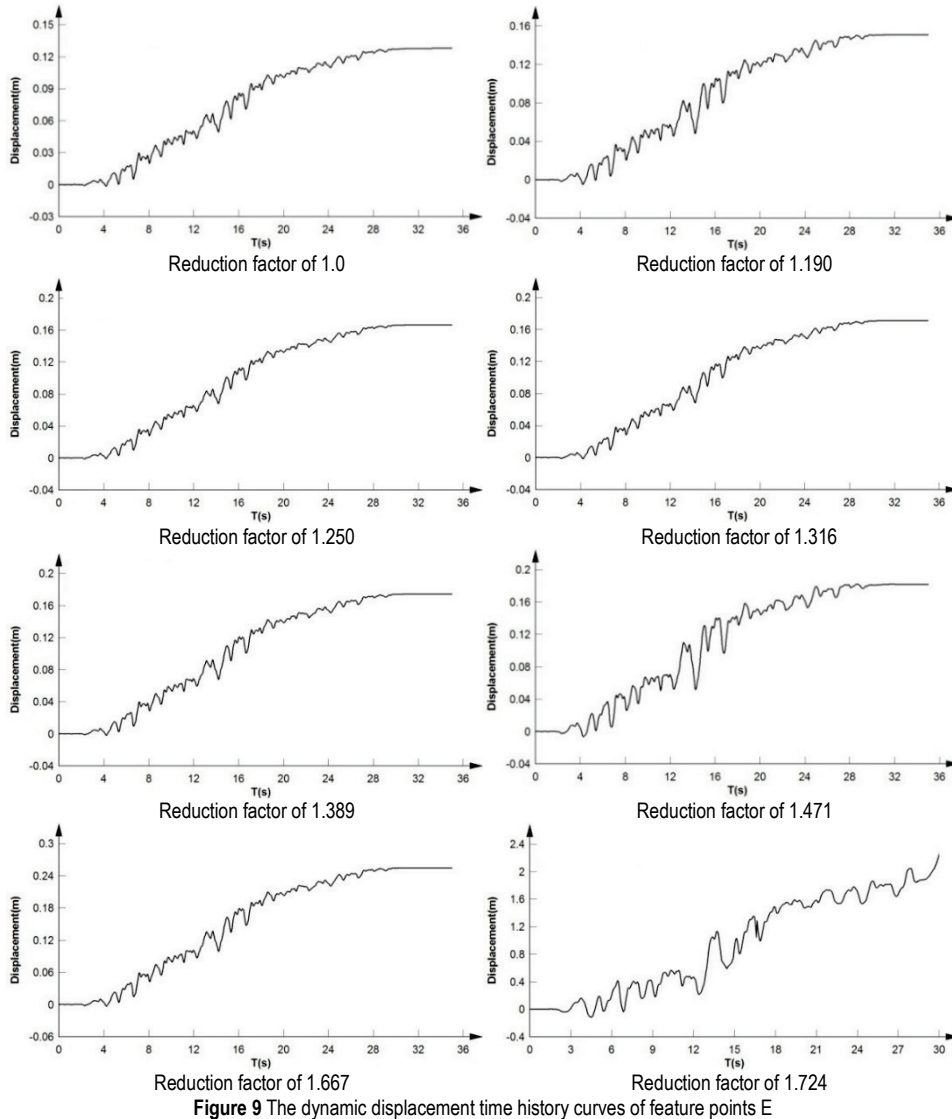 0.15
0.12
0.09
0.06
0.03
0
-0.03
Displacement(m)
0 4 8 12 16 20 24 28 32 36
T(s)
Reduction factor of 1.0
0.16
0.12
0.08
0.04
0
-0.04
Displacement(m)
0 4 8 12 16 20 24 28 32 36
T(s)
Reduction factor of 1.190
0.2
0.16
0.12
0.08
0.04
0
-0.04
Displacement(m)
0 4 8 12 16 20 24 28 32 36
T(s)
Reduction factor of 1.250
0.2
0.16
0.12
0.08
0.04
0
-0.04
Displacement(m)
0 4 8 12 16 20 24 28 32 36
T(s)
Reduction factor of 1.316
0.2
0.16
0.12
0.08
0.04
0
-0.04
Displacement(m)
0 4 8 12 16 20 24 28 32 36
T(s)
Reduction factor of 1.389
0.2
0.16
0.12
0.08
0.04
0
-0.04
Displacement(m)
0 4 8 12 16 20 24 28 32 36
T(s)
Reduction factor of 1.471
0.3
0.24
0.18
0.12
0.06
0
-0.06
Displacement(m)
0 4 8 12 16 20 24 28 32 36
T(s)
Reduction factor of 1.667
2.4
2
1.6
1.2
0.8
0.4
0
-0.4
Displacement(m)
0 3 6 9 12 15 18 21 24 27 30
T(s)
Reduction factor of 1.724
Figure 9 The dynamic displacement time history curves of feature points E